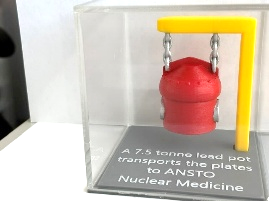 A 7.5 tonne lead pot
transports the plates
to ANSTO
Nuclear Medicine